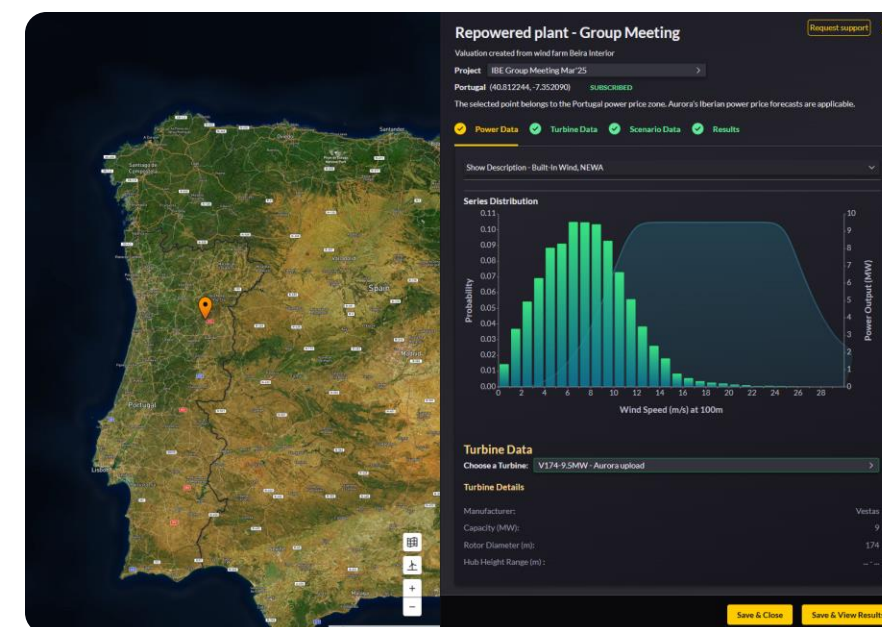 Repowered plant - Group Meeting
Request support
Valuation created from wind farm Beira Interior
Project IBE Group Meeting Mar'25
Portugal (40.812244, -7.352090) SUBSCRIBED
The selected point belongs to the Portugal power price zone. Aurora's Iberian power price forecasts are applicable.
Power Data Turbine Data Scenario Data Results
Show Description - Built-In Wind, NEWA
Series Distribution
0.11
0.10
0.09
0.08
0.07
0.06
0.05
0.04
0.03
0.02
0.01
0.00
Probability
0 2 4 6 8 10 12 14 16 18 20 22 24 26 28
Wind Speed (m/s) at 100m
10
9
8
7
6
5
4
3
2
1
0
Power Output (MW)
Turbine Data
Choose a Turbine: V174-9.5MW - Aurora upload
Turbine Details
Manufacturer: Vestas
Capacity (MW): 9
Rotor Diameter (m): 174
Hub Height Range (m) : ... - ...
Save & Close Save & View Results
Santander
Santiago de
Compostela
Spain
Madrid
Portugal
+
−